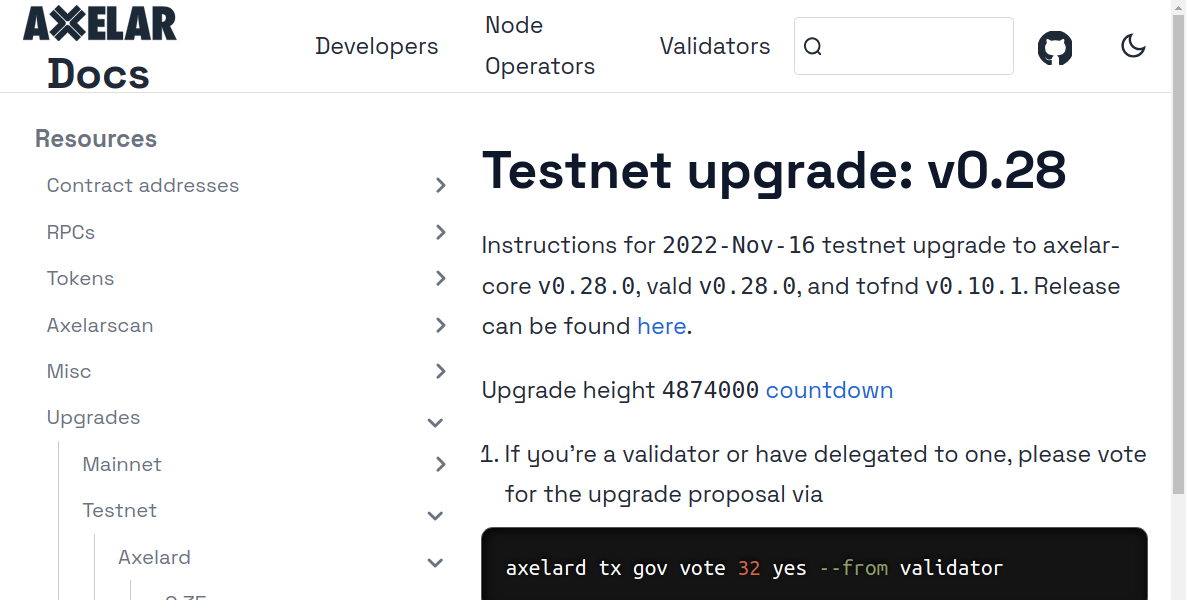 AXELAR
Docs
Developers
Node
Operators
Validators
Resources
Contract addresses
RPCs
Tokens
Axelarscan
Misc
Upgrades
Mainnet
Testnet
Axelard
Testnet upgrade: v0.28
Instructions for 2022-Nov-16 testnet upgrade to axelar-
core v0.28.0, vald v0.28.0, and tofnd v0.10.1. Release
can be found here.
Upgrade height 4874000 countdown
1. If you’re a validator or have delegated to one, please vote
for the upgrade proposal via
axelard tx gov vote 32 yes --from validator